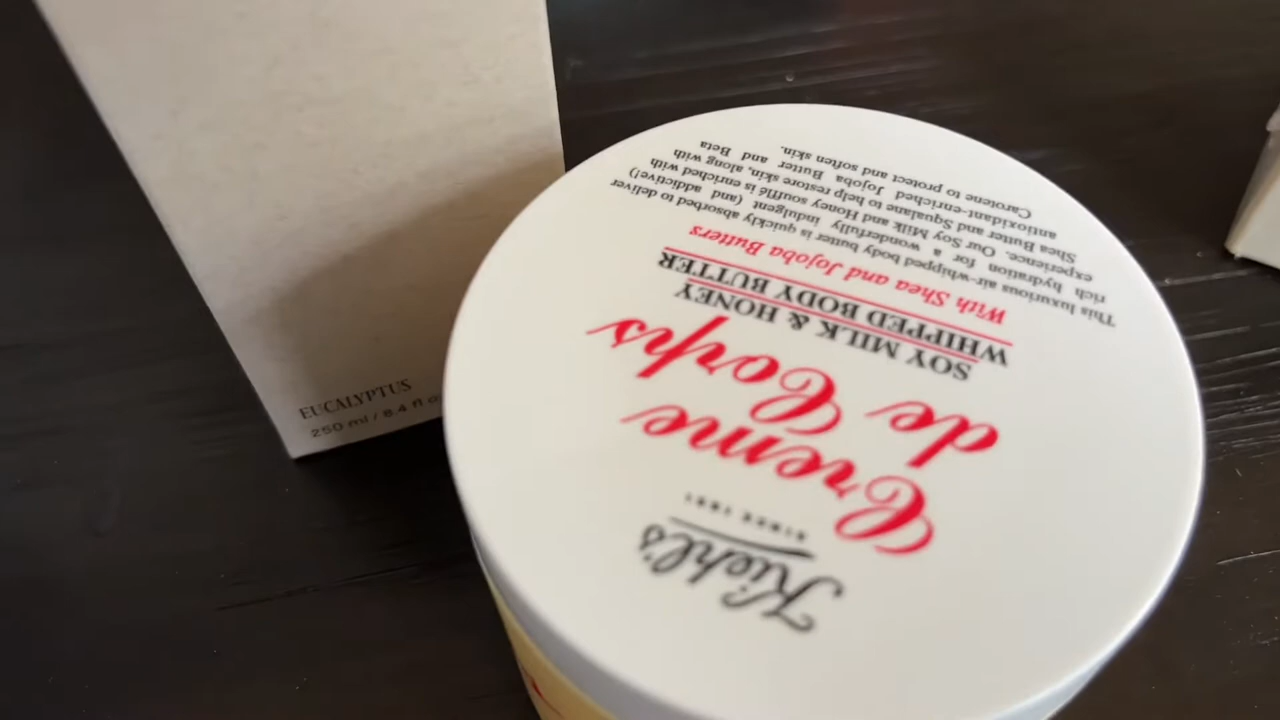 Kiehl's
SINCE 1851
Creme
de Corps
SOY MILK & HONEY
WHIPPED BODY BUTTER
With Shea and Jojoba Butters
This luxurious air-whipped body butter is quickly absorbed to deliver
rich hydration for a wonderfully indulgent (and addictive!)
experience. Our Soy Milk and Honey soufflé is enriched with
Shea Butter and Squalane to help restore skin, along with
antioxidant-enriched Jojoba Butter and Beta
Carotene to protect and soften skin.
EUCALYPTUS
250 ml / 8.4 fl o